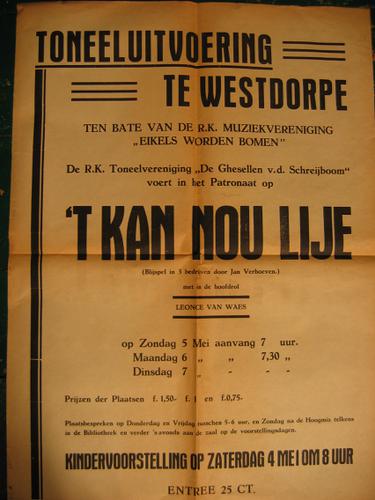 TONEELUITVOERING
TE WESTDORPE
TEN BATE VAN DE R.K. MUZIEKVEREENIGING
„EIKELS WORDEN BOMEN"
De R.K. Toneelvereniging „De Ghesellen v.d. Schreijboom"
voert in het Patronaat op
'T KAN NOU LIJE
(Blijspel in 3 bedrijven door Jan Verhoeven.)
met in de hoofdrol
LEONCE VAN WAES
op Zondag 5 Mei aanvang 7 uur.
Maandag 6 „ „ 7,30 „
Dinsdag 7 „ - - -
Prijzen der Plaatsen f. 1,50- f. 1 en f.0,75-
Plaatsbespreken op Donderdag en Vrijdag tusschen 5-6 uur, en Zondag na de Hoogmis telkens
in de Bibliotheek en verder 's avonds aan de zaal op de voorstellingsdagen.
KINDERVOORSTELLING OP ZATERDAG 4 MEI OM 8 UUR
ENTREE 25 CT.